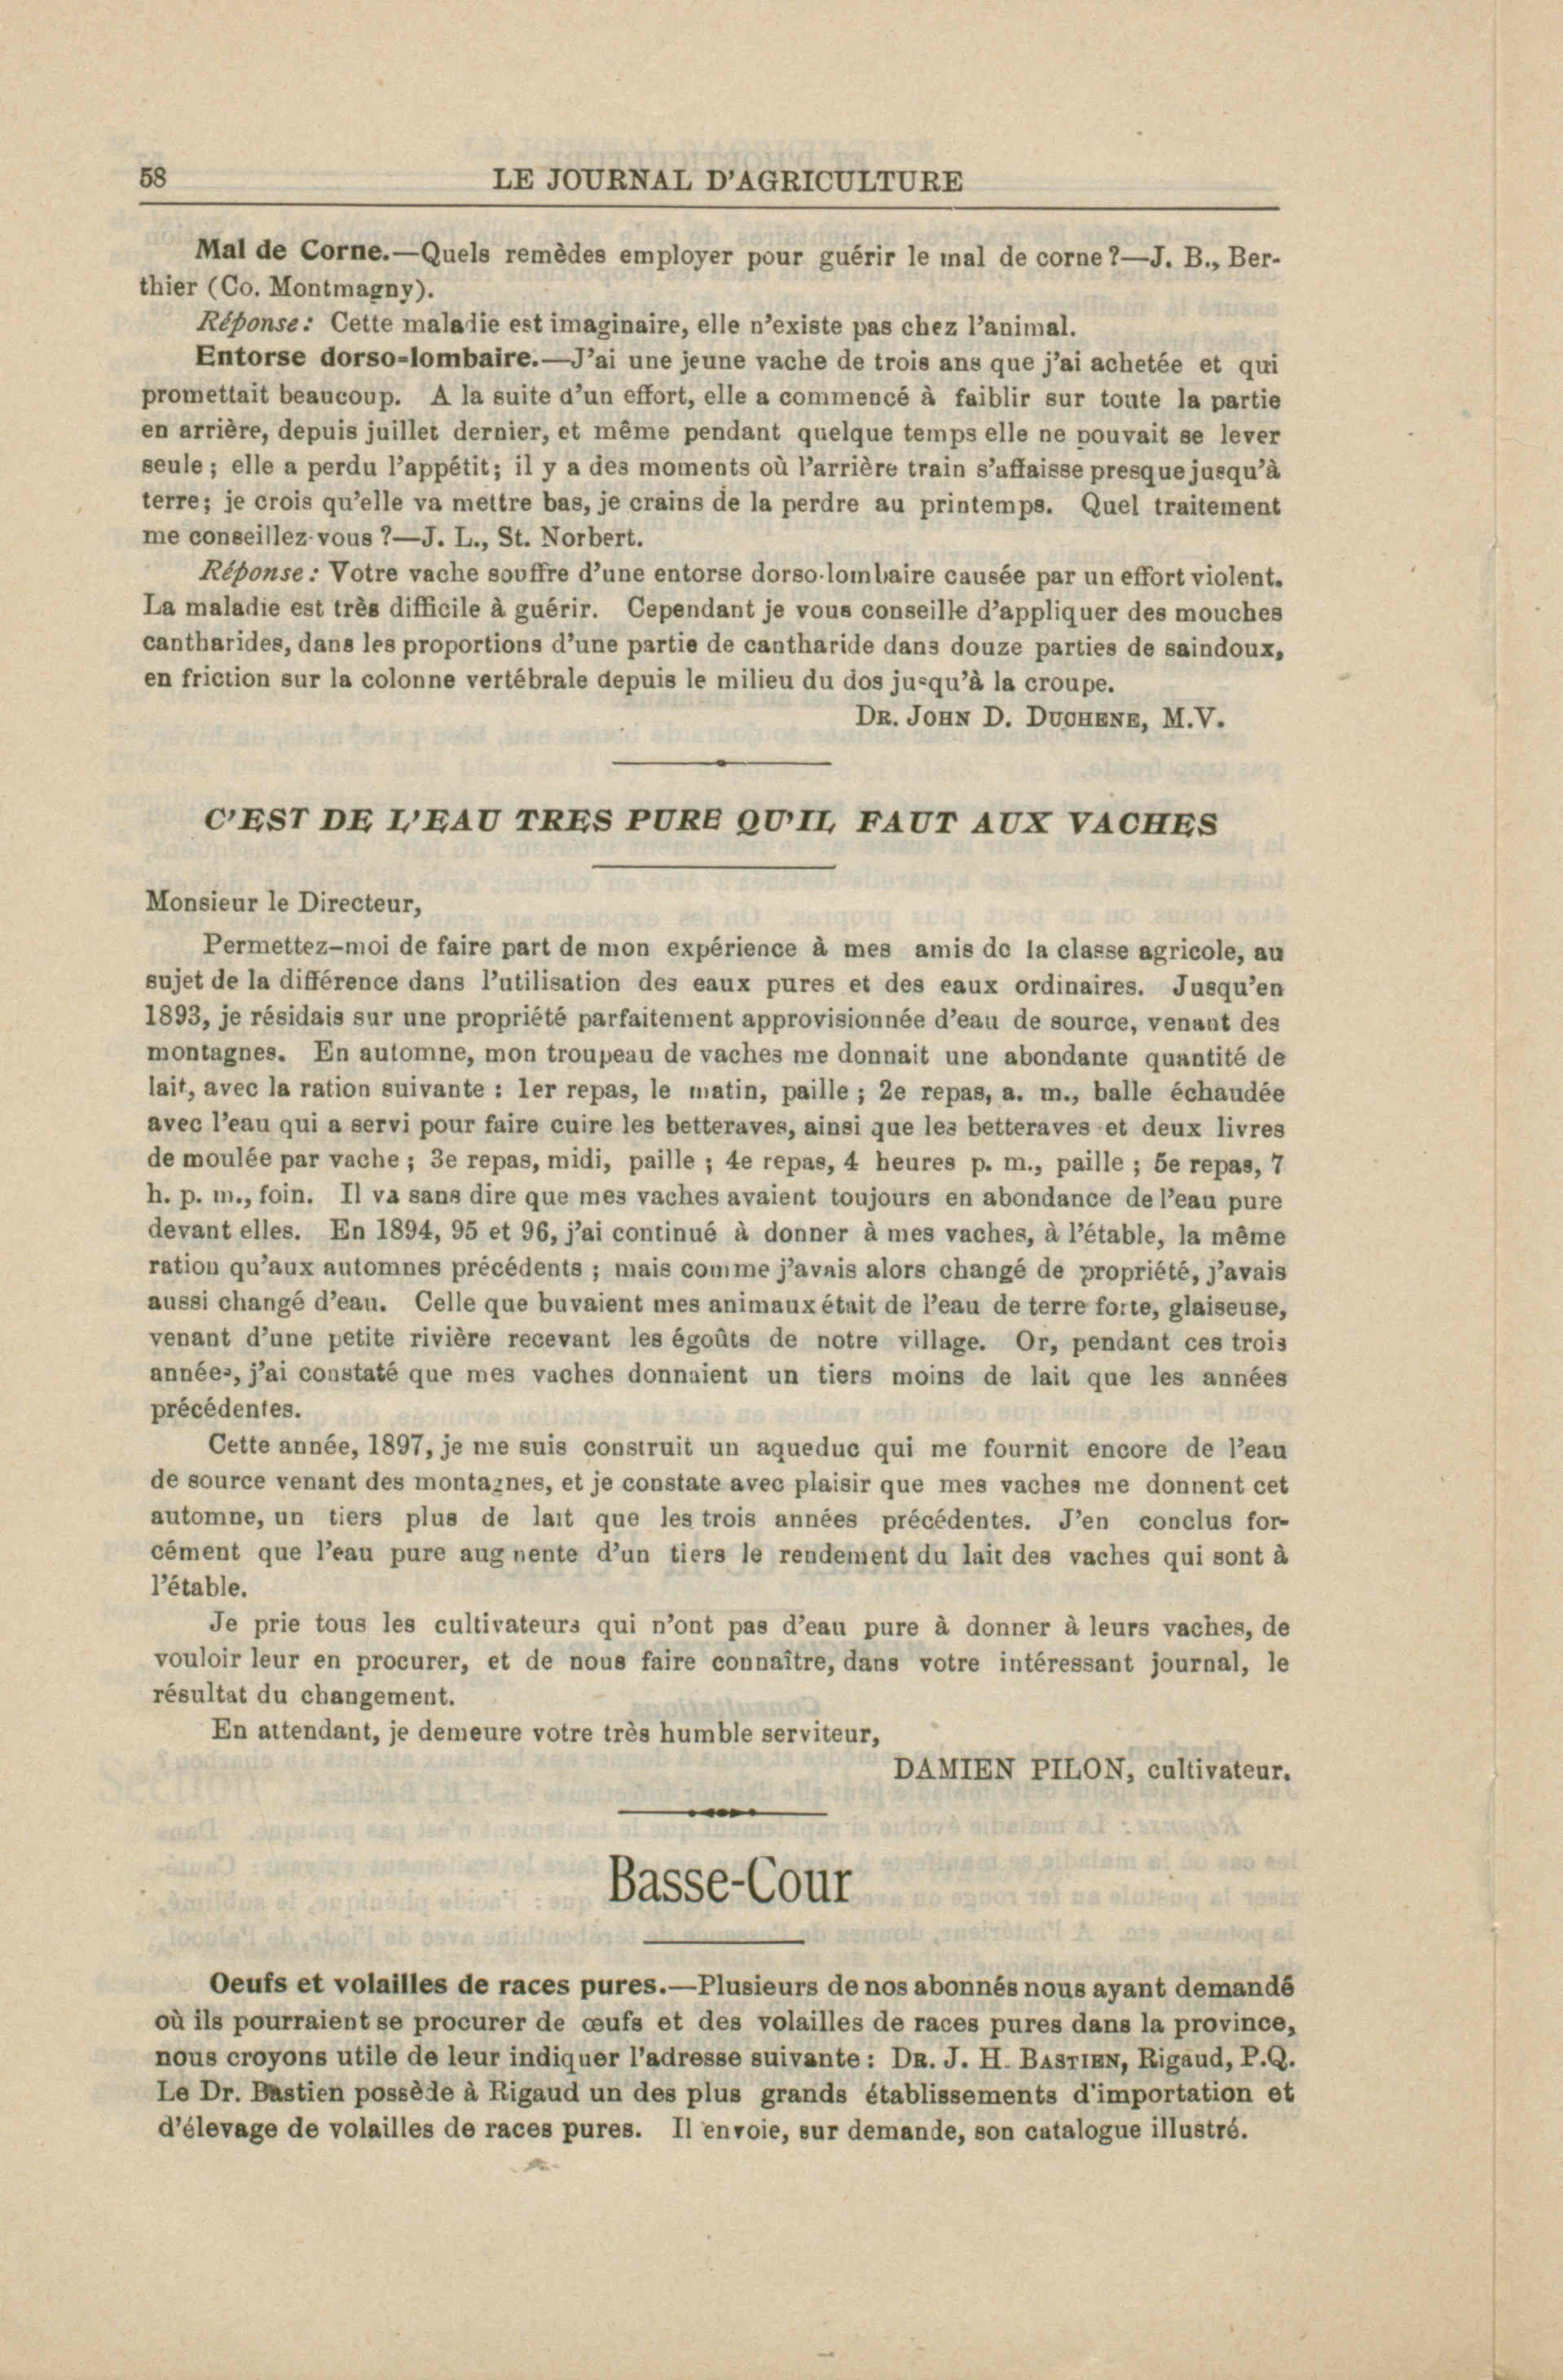 58
LE JOURNAL D'AGRICULTURE
Mal de Corne.—Quels remèdes employer pour guérir le mal de corne?—J. B., Ber-
thier (Co. Montmagny).
Réponse: Cette maladie est imaginaire, elle n'existe pas chez l'animal.
Entorse dorso-lombaire.—J'ai une jeune vache de trois ans que j'ai achetée et qui
promettait beaucoup. A la suite d'un effort, elle a commencé à faiblir sur toute la partie
en arrière, depuis juillet dernier, et même pendant quelque temps elle ne pouvait se lever
seule; elle a perdu l'appétit; il y a des moments où l'arrière train s'affaisse presque jusqu'à
terre; je crois qu'elle va mettre bas, je crains de la perdre au printemps. Quel traitement
me conseillez-vous?—J. L., St. Norbert.
Réponse: Votre vache souffre d'une entorse dorso-lombaire causée par un effort violent.
La maladie est très difficile à guérir. Cependant je vous conseille d'appliquer des mouches
cantharides, dans les proportions d'une partie de cantharide dans douze parties de saindoux,
en friction sur la colonne vertébrale depuis le milieu du dos jusqu'à la croupe.
DR. JOHN D. DUCHENE, M.V.
C'EST DE L'EAU TRES PURE QU'IL FAUT AUX VACHES
Monsieur le Directeur,
Permettez-moi de faire part de mon expérience à mes amis de la classe agricole, au
sujet de la différence dans l'utilisation des eaux pures et des eaux ordinaires. Jusqu'en
1893, je résidais sur une propriété parfaitement approvisionnée d'eau de source, venant des
montagnes. En automne, mon troupeau de vaches me donnait une abondante quantité de
lait, avec la ration suivante : 1er repas, le matin, paille ; 2e repas, a. m., balle échaudée
avec l'eau qui a servi pour faire cuire les betteraves, ainsi que les betteraves et deux livres
de moulée par vache ; 3e repas, midi, paille ; 4e repas, 4 heures p. m., paille ; 5e repas, 7
h. p. m., foin. Il va sans dire que mes vaches avaient toujours en abondance de l'eau pure
devant elles. En 1894, 95 et 96, j'ai continué à donner à mes vaches, à l'étable, la même
ration qu'aux automnes précédents ; mais comme j'avais alors changé de propriété, j'avais
aussi changé d'eau. Celle que buvaient mes animaux était de l'eau de terre forte, glaiseuse,
venant d'une petite rivière recevant les égoûts de notre village. Or, pendant ces trois
années, j'ai constaté que mes vaches donnaient un tiers moins de lait que les années
précédentes.
Cette année, 1897, je me suis construit un aqueduc qui me fournit encore de l'eau
de source venant des montagnes, et je constate avec plaisir que mes vaches me donnent cet
automne, un tiers plus de lait que les trois années précédentes. J'en conclus for-
cément que l'eau pure augmente d'un tiers le rendement du lait des vaches qui sont à
l'étable.
Je prie tous les cultivateurs qui n'ont pas d'eau pure à donner à leurs vaches, de
vouloir leur en procurer, et de nous faire connaître, dans votre intéressant journal, le
résultat du changement.
En attendant, je demeure votre très humble serviteur,
DAMIEN PILON, cultivateur.
Basse-Cour
Oeufs et volailles de races pures.—Plusieurs de nos abonnés nous ayant demandé
où ils pourraient se procurer de œufs et des volailles de races pures dans la province,
nous croyons utile de leur indiquer l'adresse suivante : DR. J. H. BASTIEN, Rigaud, P.Q.
Le Dr. Bastien possède à Rigaud un des plus grands établissements d'importation et
d'élevage de volailles de races pures. Il envoie, sur demande, son catalogue illustré.